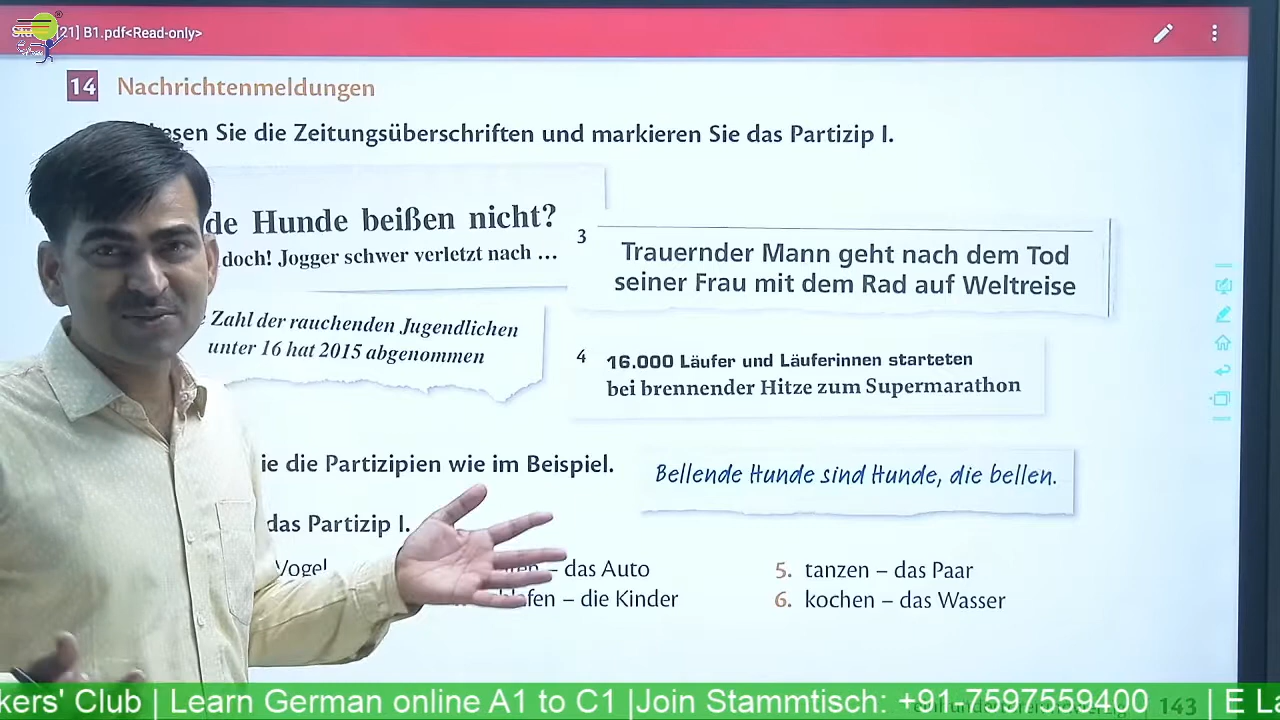 [21] B1.pdf<Read-only>
14 Nachrichtenmeldungen
esen Sie die Zeitungsüberschriften und markieren Sie das Partizip I.
de Hunde beißen nicht?
doch! Jogger schwer verletzt nach ...
3
Trauernder Mann geht nach dem Tod
seiner Frau mit dem Rad auf Weltreise
Zahl der rauchenden Jugendlichen
unter 16 hat 2015 abgenommen
4
16.000 Läufer und Läuferinnen starteten
bei brennender Hitze zum Supermarathon
ie die Partizipien wie im Beispiel.
Bellende Hunde sind Hunde, die bellen.
das Partizip I.
Vogel
– das Auto
5. tanzen – das Paar
fen – die Kinder
6. kochen – das Wasser
kers' Club | Learn German online A1 to C1 |Join Stammtisch: +91-7597559400 | E La
143